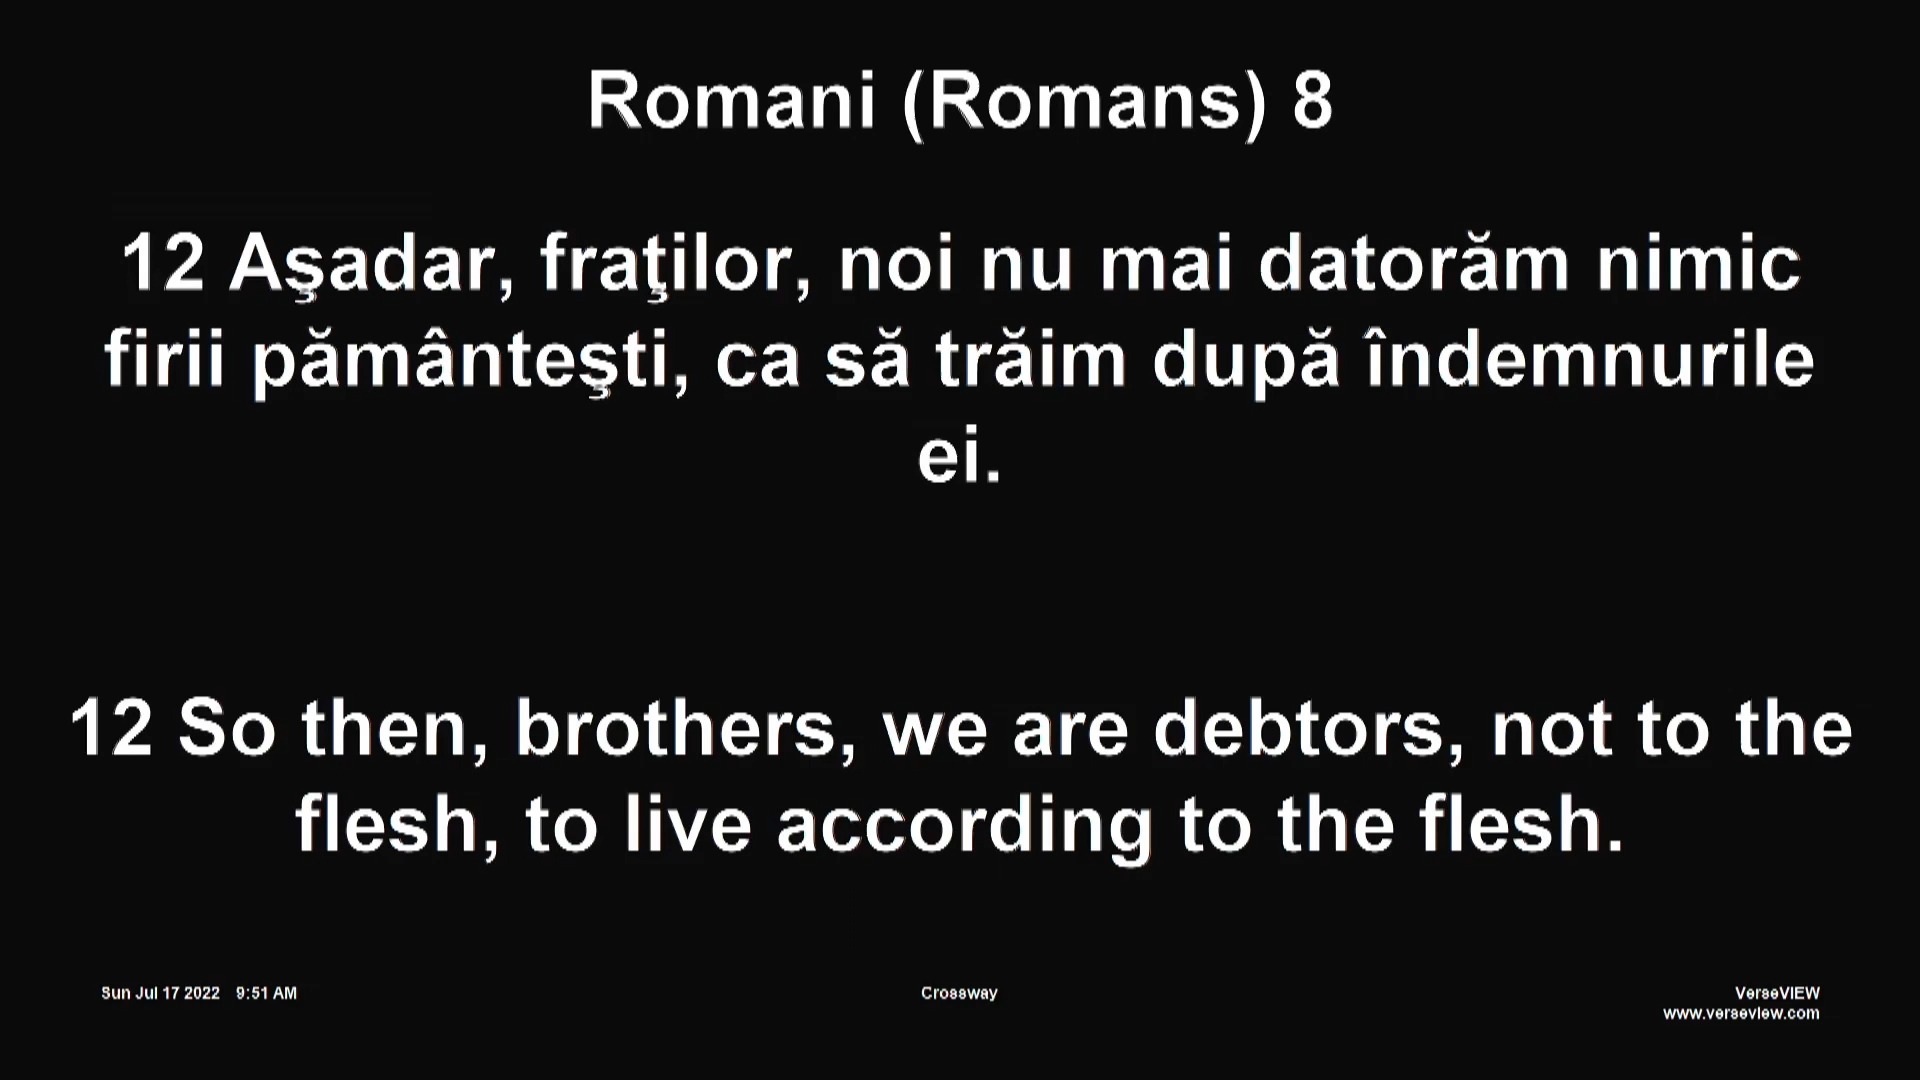 Romani (Romans) 8
12 Aşadar, fraţilor, noi nu mai datorăm nimic
firii pământeşti, ca să trăim după îndemnurile
ei.
12 So then, brothers, we are debtors, not to the
flesh, to live according to the flesh.
Sun Jul 17 2022 9:51 AM
Crossway
VerseVIEW
www.verseview.com